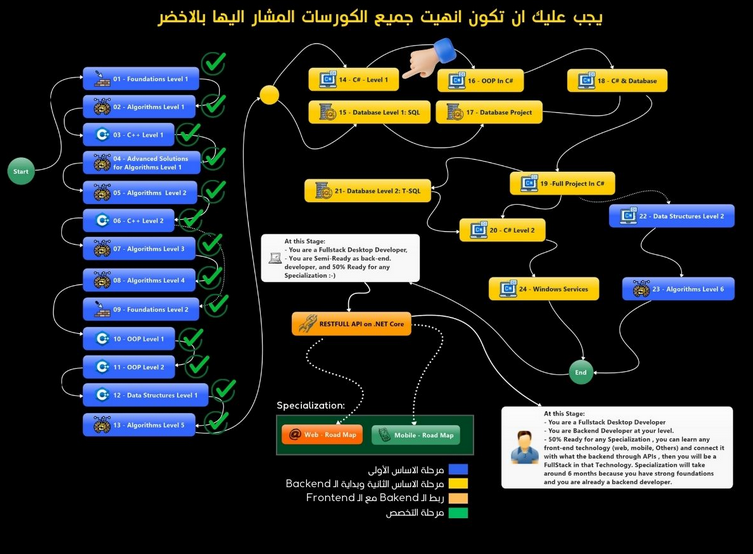 يجب عليك ان تكون انهيت جميع الكورسات المشار اليها بالاخضر
Start
01 - Foundations Level 1
02 - Algorithms Level 1
03 - C++ Level 1
04 - Advanced Solutions
for Algorithms Level 1
05 - Algorithms Level 2
06 - C++ Level 2
07 - Algorithms Level 3
08 - Algorithms Level 4
09 - Foundations Level 2
10 - OOP Level 1
11 - OOP Level 2
12 - Data Structures Level 1
13 - Algorithms Level 5
14 - C# - Level 1
15 - Database Level 1: SQL
16 - OOP In C#
17 - Database Project
18 - C# & Database
19 -Full Project In C#
21- Database Level 2: T-SQL
20 - C# Level 2
22 - Data Structures Level 2
23 - Algorithms Level 6
24 - Windows Services
End
At this Stage:
- You are a Fullstack Desktop Developer,
- You are Semi-Ready as back-end.
developer, and 50% Ready for any
Specialization :-)
RESTFULL API on .NET Core
Specialization:
Web - Road Map
Mobile - Road Map
At this Stage:
- You are a Fullstack Desktop Developer
- You are Backend Developer at your level.
- 50% Ready for any Specialization , you can learn any
front-end technology (web, mobile, Others) and connect it
with what the backend through APIs , then you will be a
FullStack in that Technology. Specialization will take
around 6 months because you have strong foundations
and you are already a backend developer.
مرحلة الاساس الأولى
مرحلة الاساس الثانية وبداية الـ Backend
ربط الـ Bakend مع الـ Frontend
مرحلة التخصص